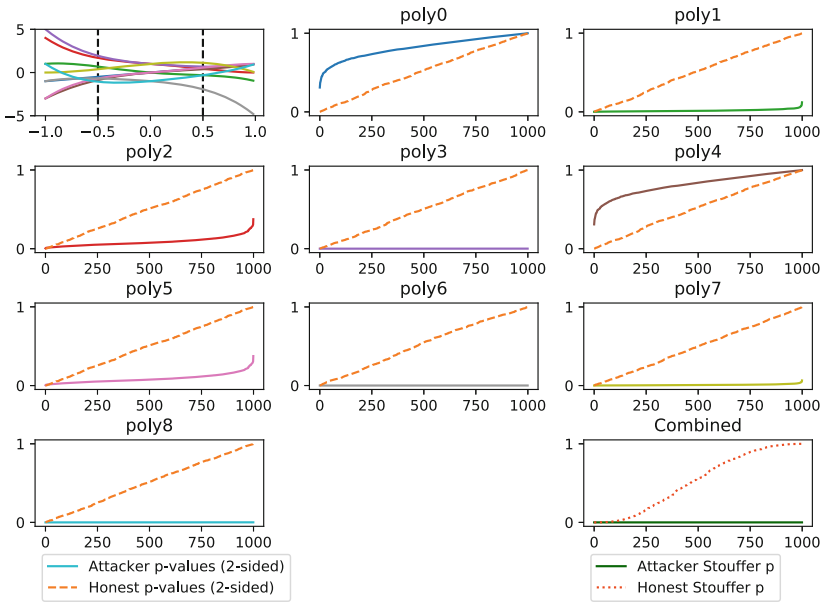 poly0
poly1
5
0
−5
1
0
1
0
−1.0 −0.5 0.0 0.5 1.0
0 250 500 750 1000
0 250 500 750 1000
poly2
poly3
poly4
1
0
1
0
1
0
0 250 500 750 1000
0 250 500 750 1000
0 250 500 750 1000
poly5
poly6
poly7
1
0
1
0
1
0
0 250 500 750 1000
0 250 500 750 1000
0 250 500 750 1000
poly8
Combined
1
0
1
0
0 250 500 750 1000
0 250 500 750 1000
Attacker p-values (2-sided)
Honest p-values (2-sided)
Attacker Stouffer p
Honest Stouffer p